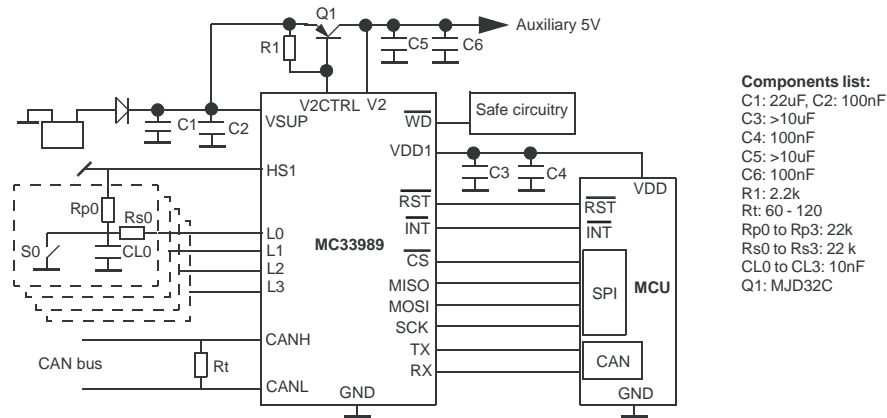 Q1
Auxiliary 5V
R1
C5
C6
V2CTRL V2
Safe circuitry
C1
C2
VSUP
WD
VDD1
C3
C4
VDD
HS1
Rp0
Rs0
RST
RST
S0
CL0
L0
INT
INT
L1
MC33989
CS
L2
MISO
SPI
MCU
L3
MOSI
SCK
CANH
TX
CAN bus
Rt
RX
CAN
CANL
GND
GND
Components list:
C1: 22uF, C2: 100nF
C3: >10uF
C4: 100nF
C5: >10uF
C6: 100nF
R1: 2.2k
Rt: 60 - 120
Rp0 to Rp3: 22k
Rs0 to Rs3: 22 k
CL0 to CL3: 10nF
Q1: MJD32C